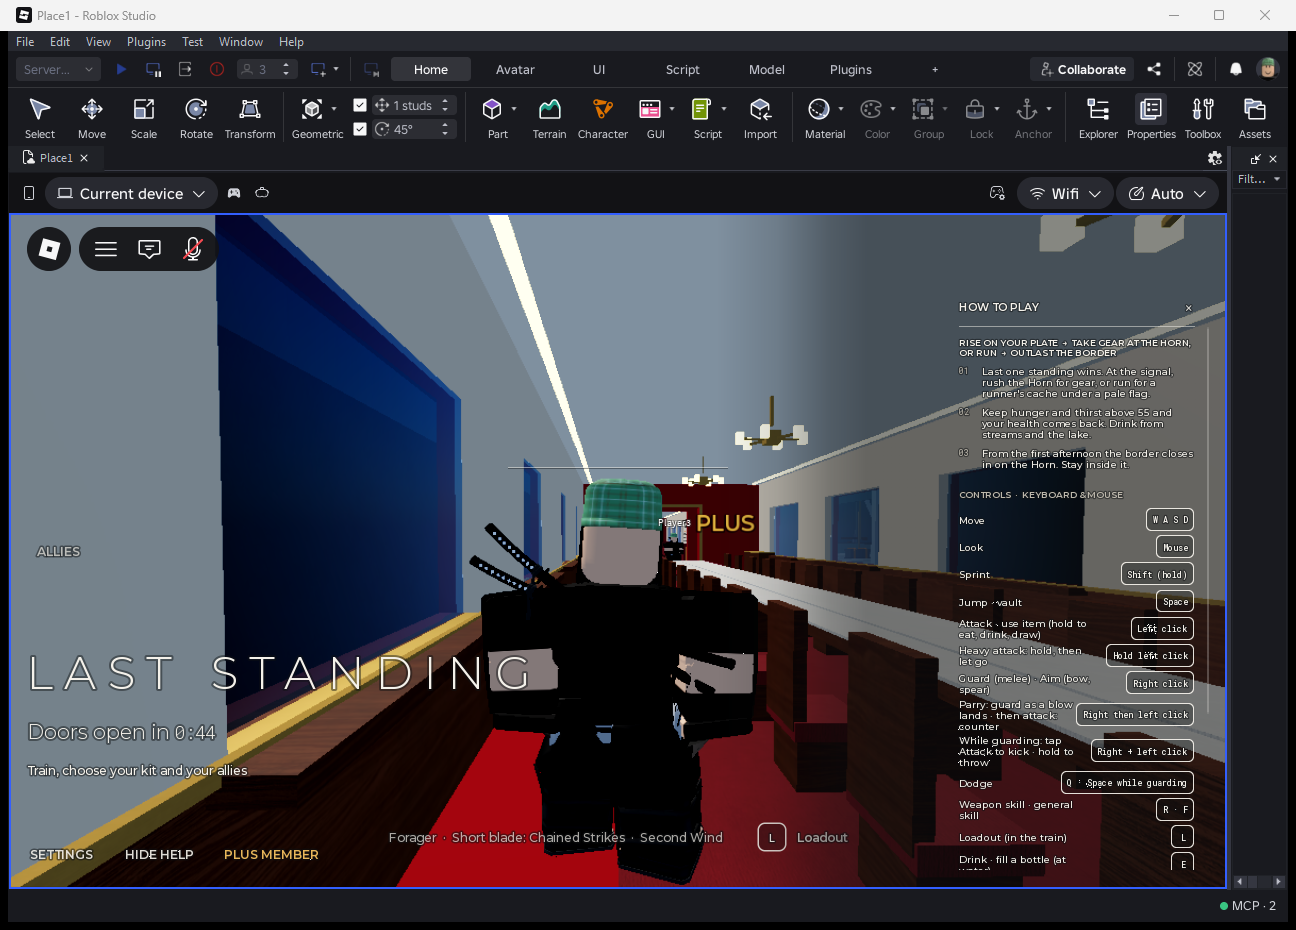 Place1 - Roblox Studio
File Edit View Plugins Test Window Help
Server... 3 Home Avatar UI Script Model Plugins + Collaborate
1 studs
45°
Select Move Scale Rotate Transform Geometric Part Terrain Character GUI Script Import Material Color Group Lock Anchor Explorer Properties Toolbox Assets
Place1
Filt...
Current device Wifi Auto
HOW TO PLAY
RISE ON YOUR PLATE → TAKE GEAR AT THE HORN,
OR RUN → OUTLAST THE BORDER
01 Last one standing wins. At the signal,
rush the Horn for gear, or run for a
runner's cache under a pale flag.
02 Keep hunger and thirst above 55 and
your health comes back. Drink from
streams and the lake.
03 From the first afternoon the border closes
in on the Horn. Stay inside it.
CONTROLS · KEYBOARD & MOUSE
Move W A S D
Look Mouse
Sprint Shift (hold)
Jump · vault Space
Attack · use item (hold to
eat, drink, draw) Left click
Heavy attack: hold, then
let go Hold left click
Guard (melee) · Aim (bow,
spear) Right click
Parry: guard as a blow
lands · then attack:
counter Right then left click
While guarding: tap
Attack to kick · hold to
throw Right + left click
Dodge Q · Space while guarding
Weapon skill · general
skill R · F
Loadout (in the train) L
Drink · fill a bottle (at
water) E
Player3
PLUS
ALLIES
LAST STANDING
Doors open in 0:44
Train, choose your kit and your allies
Forager · Short blade: Chained Strikes · Second Wind L Loadout
SETTINGS HIDE HELP PLUS MEMBER
MCP · 2